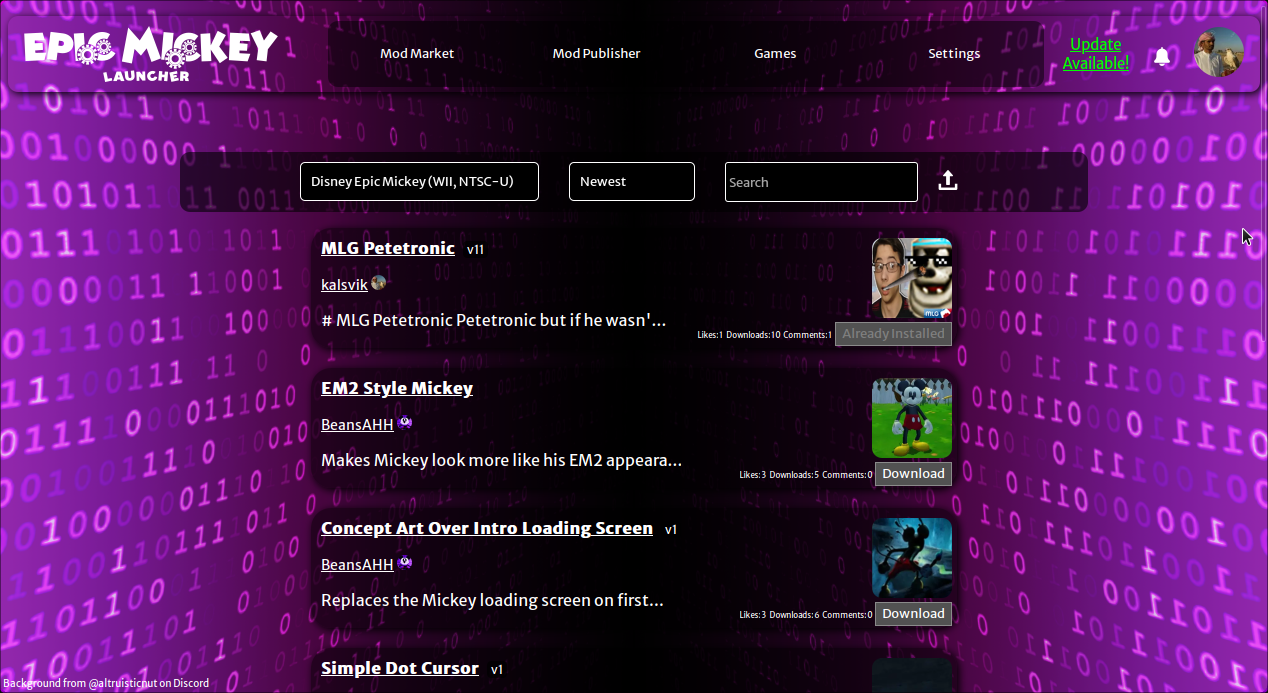 EPIC MICKEY
LAUNCHER
Mod Market
Mod Publisher
Games
Settings
Update
Available!
Disney Epic Mickey (WII, NTSC-U)
Newest
Search
MLG Petetronic v11
kalsvik
# MLG Petetronic Petetronic but if he wasn'...
MLG
Likes:1 Downloads:10 Comments:1 Already Installed
EM2 Style Mickey
BeansAHH
Makes Mickey look more like his EM2 appeara...
Likes:3 Downloads:5 Comments:0 Download
Concept Art Over Intro Loading Screen v1
BeansAHH
Replaces the Mickey loading screen on first...
Likes:3 Downloads:6 Comments:0 Download
Simple Dot Cursor v1
Background from @altruisticnut on Discord